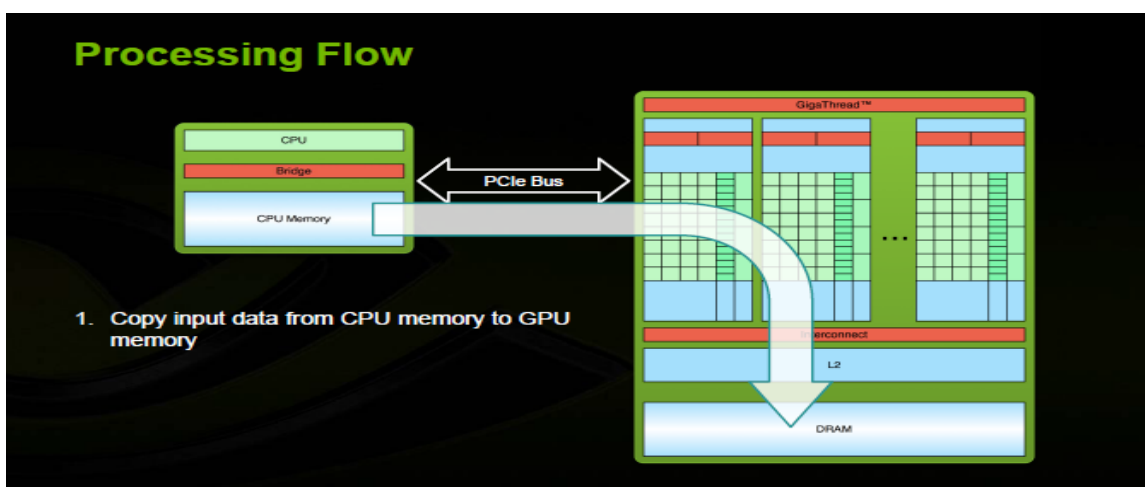 Processing Flow
GigaThread™
CPU
Bridge
PCIe Bus
CPU Memory
...
1. Copy input data from CPU memory to GPU
memory
Interconnect
L2
DRAM